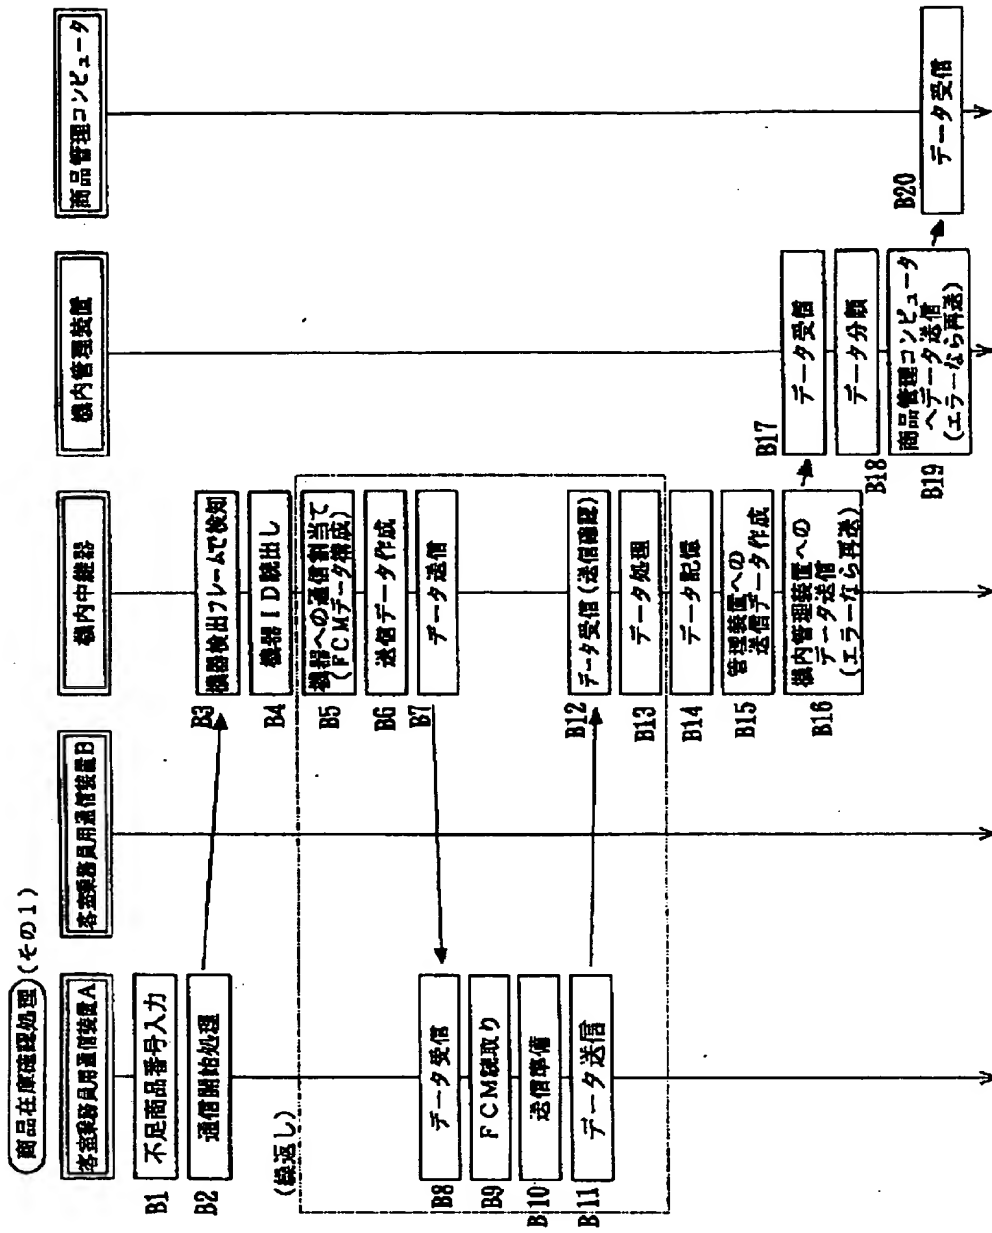 商品在庫確認処理(その1)
客室乗務員用通信装置A
客室乗務員用通信装置B
機内中継器
機内管理装置
商品管理コンピュータ
B1
不足商品番号入力
B2
通信開始処理
B3
機器検出フレームで検知
B4
機器ID読出し
(繰返し)
B5
機器への通信割当て
(FCMデータ構成)
B6
送信データ作成
B7
データ送信
B8
データ受信
B9
FCM読取り
B10
送信準備
B11
データ送信
B12
データ受信(送信確認)
B13
データ処理
B14
データ記憶
B15
管理装置への
送信データ作成
B16
機内管理装置への
データ送信
(エラーなら再送)
B17
データ受信
B18
データ分類
B19
商品管理コンピュータ
へデータ送信
(エラーなら再送)
B20
データ受信